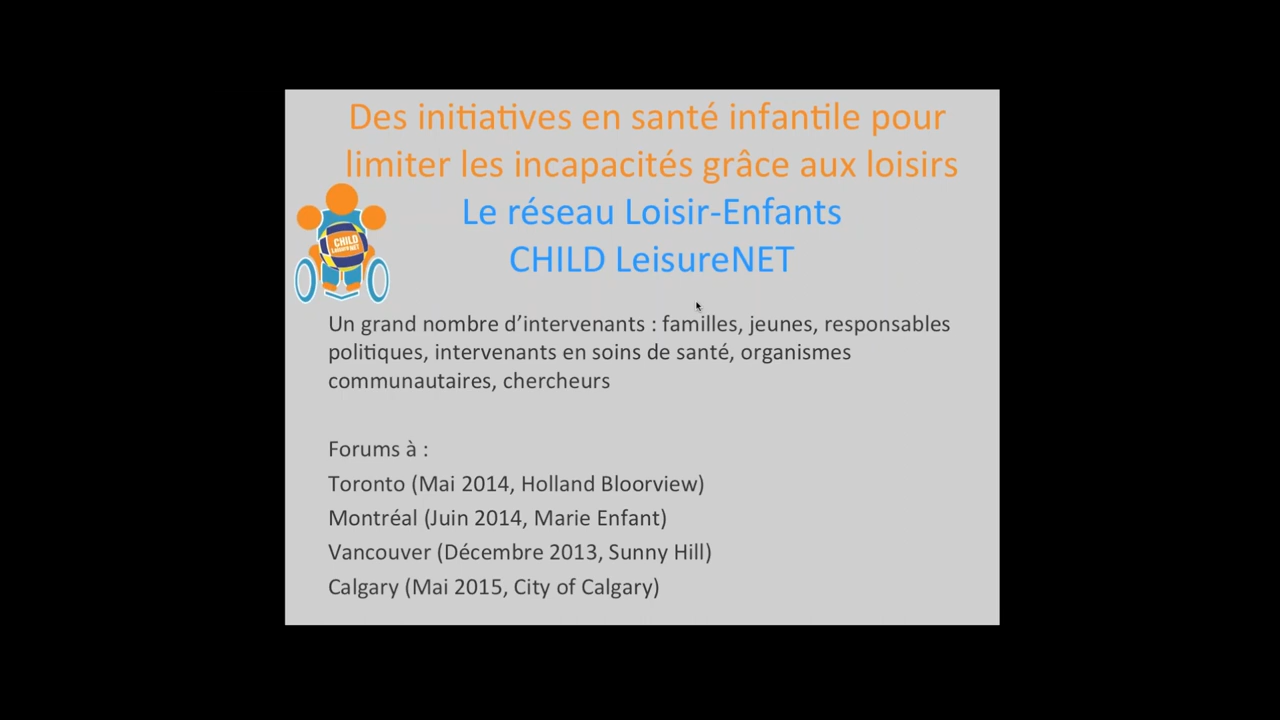 Des initiatives en santé infantile pour
limiter les incapacités grâce aux loisirs
Le réseau Loisir-Enfants
CHILD LeisureNET
CHILD
LeisureNET
Un grand nombre d’intervenants : familles, jeunes, responsables
politiques, intervenants en soins de santé, organismes
communautaires, chercheurs
Forums à :
Toronto (Mai 2014, Holland Bloorview)
Montréal (Juin 2014, Marie Enfant)
Vancouver (Décembre 2013, Sunny Hill)
Calgary (Mai 2015, City of Calgary)